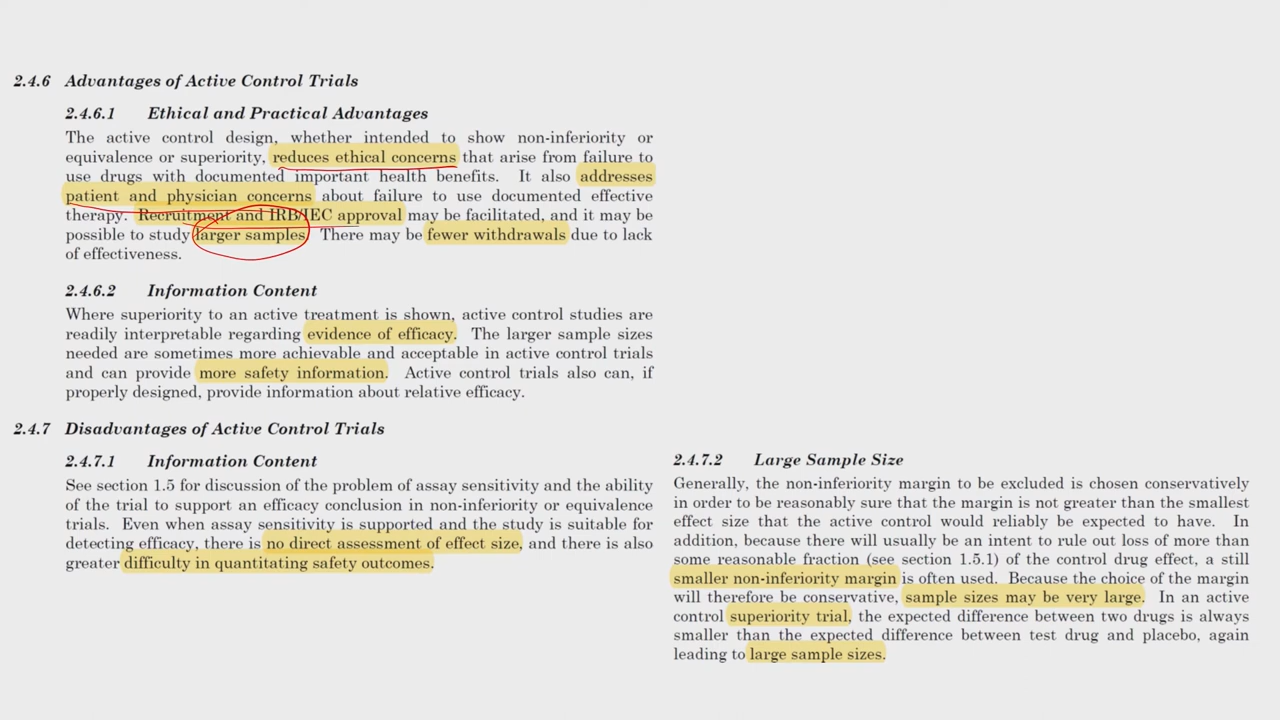 2.4.6 Advantages of Active Control Trials
2.4.6.1 Ethical and Practical Advantages
The active control design, whether intended to show non-inferiority or
equivalence or superiority, reduces ethical concerns that arise from failure to
use drugs with documented important health benefits. It also addresses
patient and physician concerns about failure to use documented effective
therapy. Recruitment and IRB/IEC approval may be facilitated, and it may be
possible to study larger samples. There may be fewer withdrawals due to lack
of effectiveness.
2.4.6.2 Information Content
Where superiority to an active treatment is shown, active control studies are
readily interpretable regarding evidence of efficacy. The larger sample sizes
needed are sometimes more achievable and acceptable in active control trials
and can provide more safety information. Active control trials also can, if
properly designed, provide information about relative efficacy.
2.4.7 Disadvantages of Active Control Trials
2.4.7.1 Information Content
See section 1.5 for discussion of the problem of assay sensitivity and the ability
of the trial to support an efficacy conclusion in non-inferiority or equivalence
trials. Even when assay sensitivity is supported and the study is suitable for
detecting efficacy, there is no direct assessment of effect size, and there is also
greater difficulty in quantitating safety outcomes.
2.4.7.2 Large Sample Size
Generally, the non-inferiority margin to be excluded is chosen conservatively
in order to be reasonably sure that the margin is not greater than the smallest
effect size that the active control would reliably be expected to have. In
addition, because there will usually be an intent to rule out loss of more than
some reasonable fraction (see section 1.5.1) of the control drug effect, a still
smaller non-inferiority margin is often used. Because the choice of the margin
will therefore be conservative, sample sizes may be very large. In an active
control superiority trial, the expected difference between two drugs is always
smaller than the expected difference between test drug and placebo, again
leading to large sample sizes.